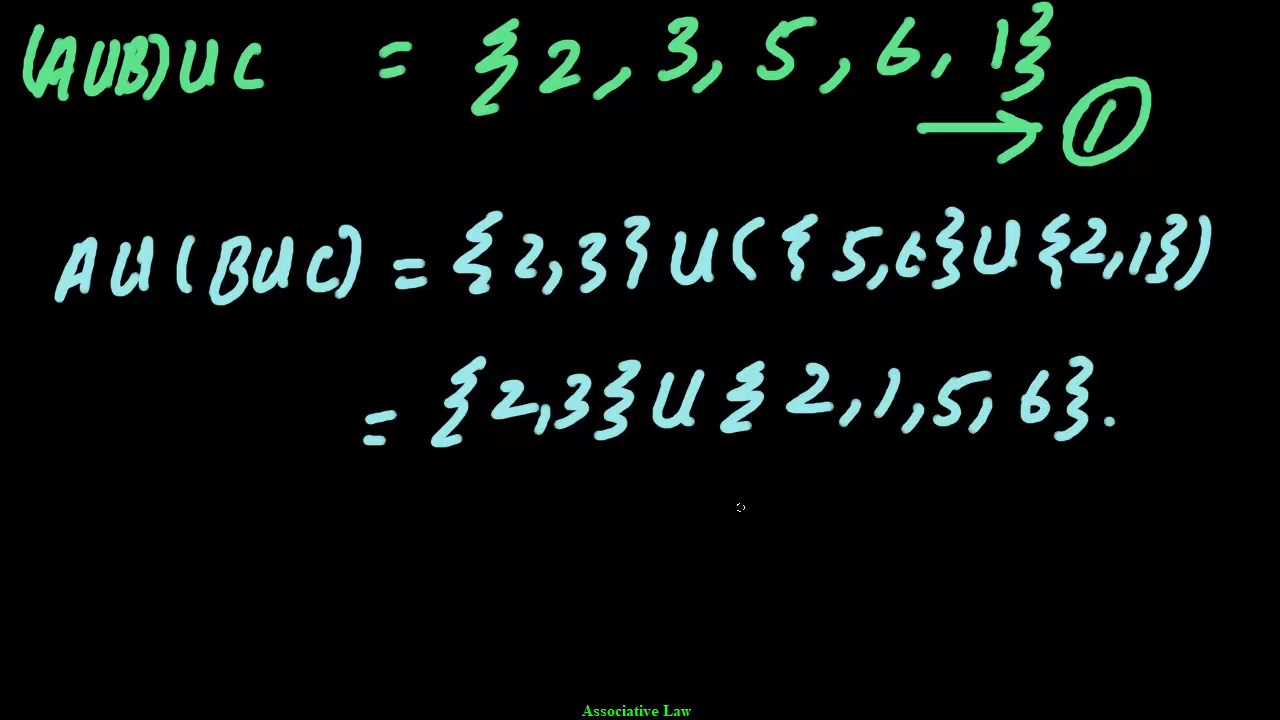 (AUB)UC = {2, 3, 5, 6, 1}
→ ①
AU(BUC) = {2,3}U({5,6}U{2,1})
= {2,3}U{2,1,5,6}.
Associative Law